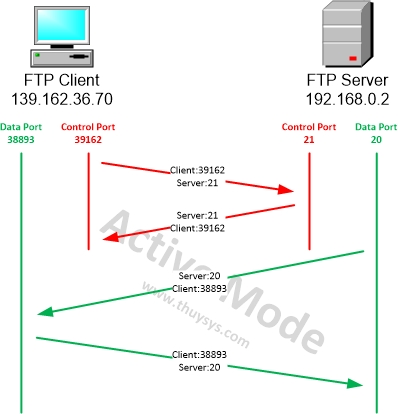 FTP Client
139.162.36.70
FTP Server
192.168.0.2
Data Port
38893
Control Port
39162
Control Port
21
Data Port
20
Client:39162
Server:21
Server:21
Client:39162
Server:20
Client:38893
Client:38893
Server:20
Active Mode
www.thuysys.com